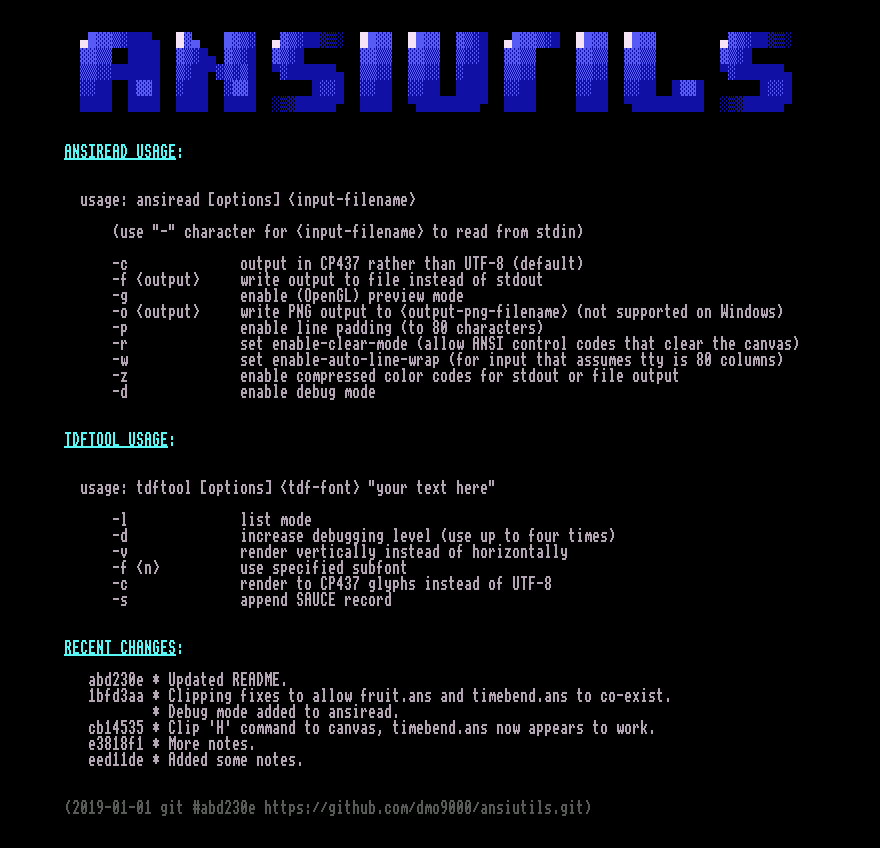 ANSIUTILS
ANSIREAD USAGE:
usage: ansiread [options] <input-filename>
(use "-" character for <input-filename> to read from stdin)
-c output in CP437 rather than UTF-8 (default)
-f <output> write output to file instead of stdout
-g enable (OpenGL) preview mode
-o <output> write PNG output to <output-png-filename> (not supported on Windows)
-p enable line padding (to 80 characters)
-r set enable-clear-mode (allow ANSI control codes that clear the canvas)
-w set enable-auto-line-wrap (for input that assumes tty is 80 columns)
-z enable compressed color codes for stdout or file output
-d enable debug mode
TDFTOOL USAGE:
usage: tdftool [options] <tdf-font> "your text here"
-l list mode
-d increase debugging level (use up to four times)
-v render vertically instead of horizontally
-f <n> use specified subfont
-c render to CP437 glyphs instead of UTF-8
-s append SAUCE record
RECENT CHANGES:
abd230e * Updated README.
1bfd3aa * Clipping fixes to allow fruit.ans and timebend.ans to co-exist.
* Debug mode added to ansiread.
cb14535 * Clip 'H' command to canvas, timebend.ans now appears to work.
e3818f1 * More notes.
eed11de * Added some notes.
(2019-01-01 git #abd230e https://github.com/dmo9000/ansiutils.git)